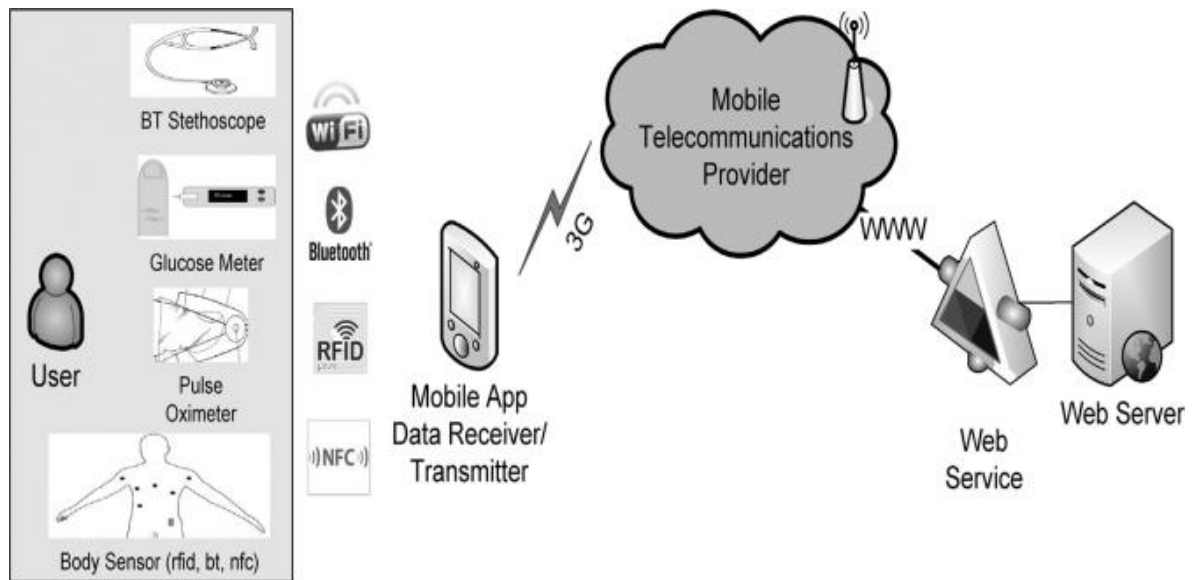 BT Stethoscope
Glucose Meter
User
Pulse
Oximeter
Body Sensor (rfid, bt, nfc)
WiFi
Bluetooth
RFID
NFC
Mobile App
Data Receiver/
Transmitter
3G
Mobile
Telecommunications
Provider
WWW
Web
Service
Web Server